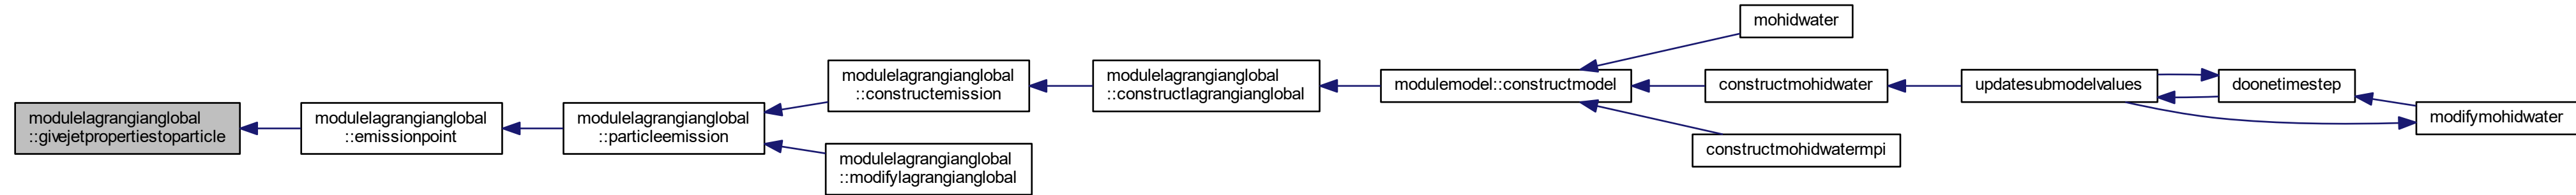 modulelagrangianglobal
::givejetpropertiestoparticle
modulelagrangianglobal
::emissionpoint
modulelagrangianglobal
::particleemission
modulelagrangianglobal
::constructemission
modulelagrangianglobal
::modifylagrangianglobal
modulelagrangianglobal
::constructlagrangianglobal
modulemodel::constructmodel
mohidwater
constructmohidwater
constructmohidwatermpi
updatesubmodelvalues
doonetimestep
modifymohidwater